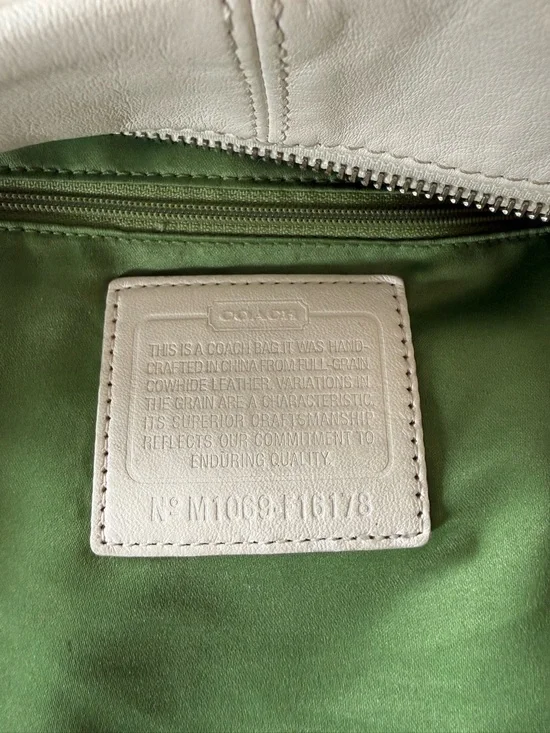 COACH
THIS IS A COACH BAG.IT WAS HAND-
CRAFTED IN CHINA FROM FULL-GRAIN
COWHIDE LEATHER. VARIATIONS IN
THE GRAIN ARE A CHARACTERISTIC.
ITS SUPERIOR CRAFTSMANSHIP
REFLECTS OUR COMMITMENT TO
ENDURING QUALITY.
Nº M1069-F16178